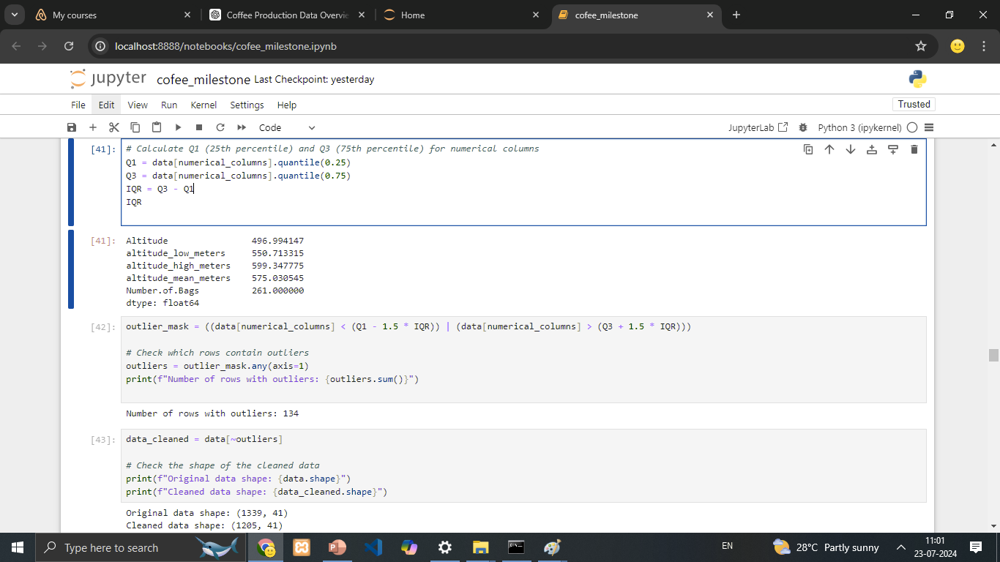 My courses
Coffee Production Data Overvie
Home
cofee_milestone
localhost:8888/notebooks/cofee_milestone.ipynb
jupyter cofee_milestone Last Checkpoint: yesterday
File Edit View Run Kernel Settings Help
Trusted
Code
JupyterLab
Python 3 (ipykernel)
[41]:
# Calculate Q1 (25th percentile) and Q3 (75th percentile) for numerical columns
Q1 = data[numerical_columns].quantile(0.25)
Q3 = data[numerical_columns].quantile(0.75)
IQR = Q3 - Q1
IQR
[41]:
Altitude 496.994147
altitude_low_meters 550.713315
altitude_high_meters 599.347775
altitude_mean_meters 575.030545
Number.of.Bags 261.000000
dtype: float64
[42]:
outlier_mask = ((data[numerical_columns] < (Q1 - 1.5 * IQR)) | (data[numerical_columns] > (Q3 + 1.5 * IQR)))
# Check which rows contain outliers
outliers = outlier_mask.any(axis=1)
print(f"Number of rows with outliers: {outliers.sum()}")
Number of rows with outliers: 134
[43]:
data_cleaned = data[~outliers]
# Check the shape of the cleaned data
print(f"Original data shape: {data.shape}")
print(f"Cleaned data shape: {data_cleaned.shape}")
Original data shape: (1339, 41)
Cleaned data shape: (1205, 41)
Type here to search
EN
28°C Partly sunny
11:01
23-07-2024